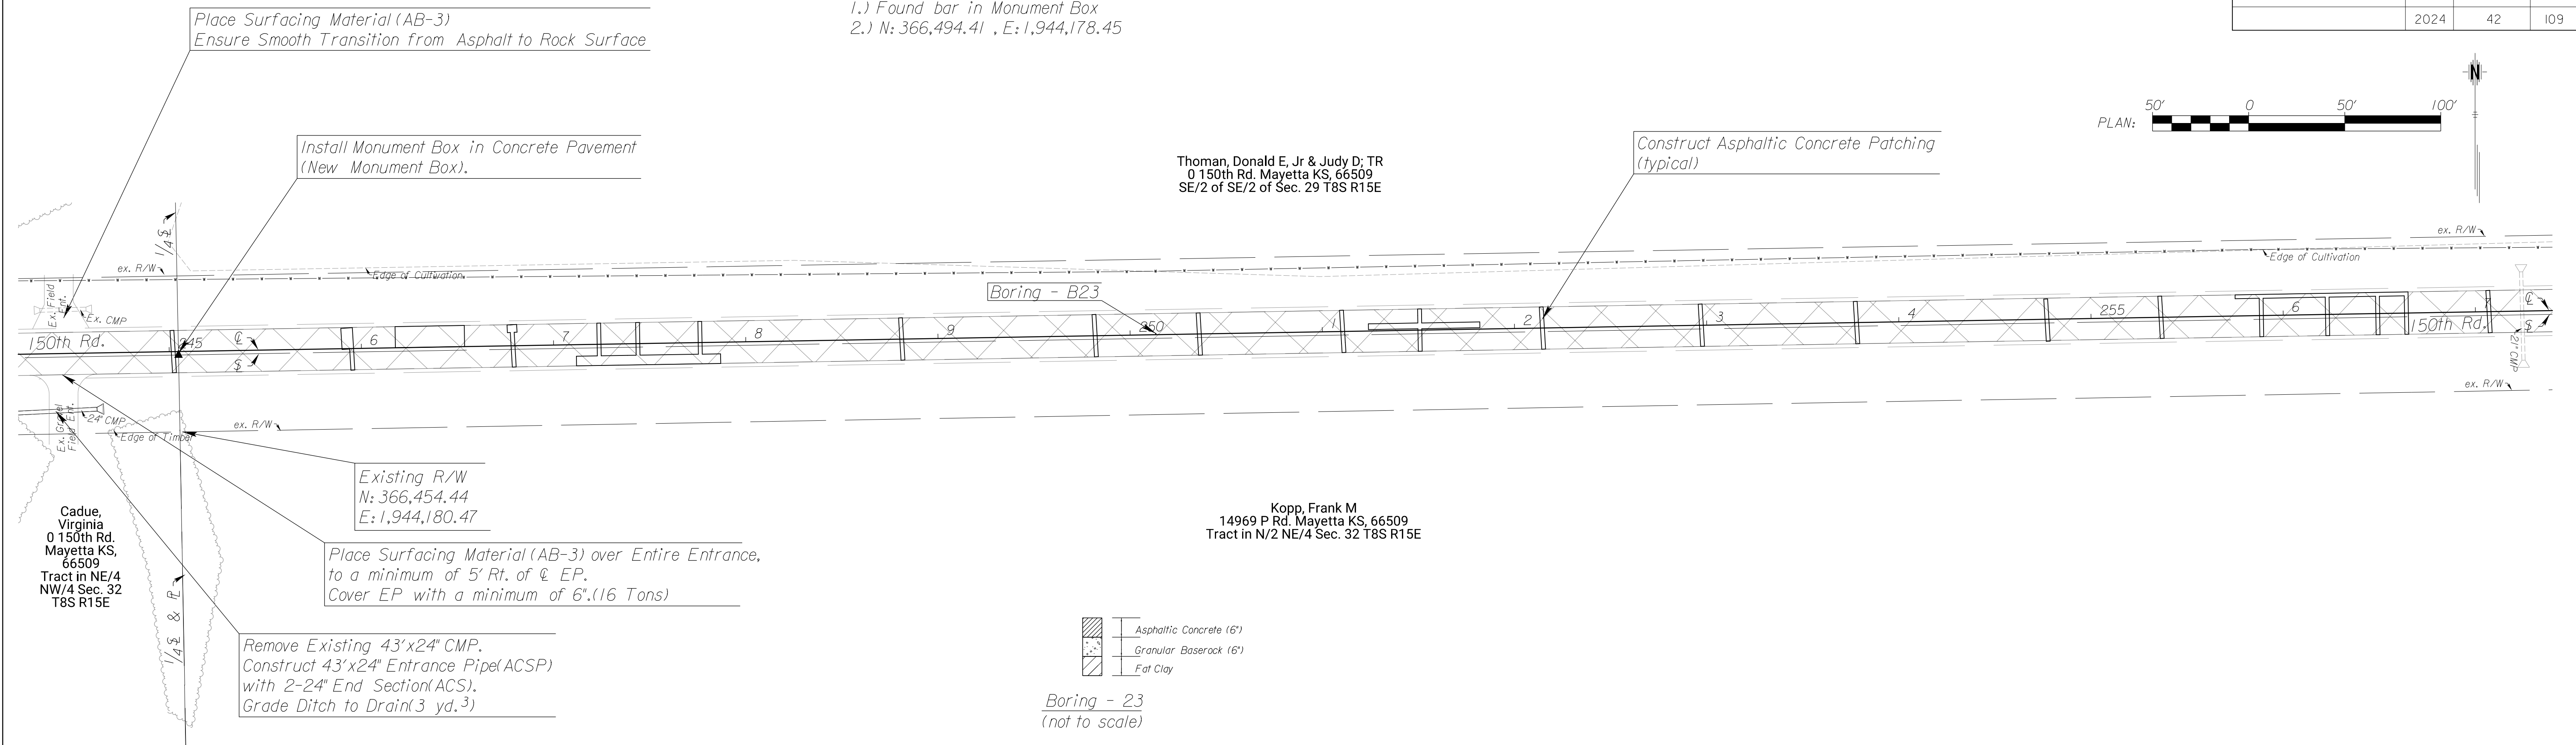 Place Surfacing Material (AB-3)
Ensure Smooth Transition from Asphalt to Rock Surface
1.) Found bar in Monument Box
2.) N: 366,494.41 , E: 1,944,178.45
2024 42 109
N
50' 0 50' 100'
PLAN:
Install Monument Box in Concrete Pavement
(New Monument Box).
Thoman, Donald E, Jr & Judy D; TR
0 150th Rd. Mayetta KS, 66509
SE/2 of SE/2 of Sec. 29 T8S R15E
Construct Asphaltic Concrete Patching
(typical)
1/4 S̵L
ex. R/W
Edge of Cultivation
ex. R/W
Edge of Cultivation
Ex. Field
Ent.
Ex. CMP
Boring - B23
150th Rd.
245 6 7 8 9 250 1 2 3 4 255 6 7
150th Rd.
℄
℄
21" CMP
Ex. Gravel
Field Ent.
24" CMP
Edge of Timber
ex. R/W
ex. R/W
Existing R/W
N: 366,454.44
E: 1,944,180.47
Cadue,
Virginia
0 150th Rd.
Mayetta KS,
66509
Tract in NE/4
NW/4 Sec. 32
T8S R15E
Kopp, Frank M
14969 P Rd. Mayetta KS, 66509
Tract in N/2 NE/4 Sec. 32 T8S R15E
Place Surfacing Material (AB-3) over Entire Entrance,
to a minimum of 5' Rt. of ℄ EP.
Cover EP with a minimum of 6".(16 Tons)
Remove Existing 43'x24" CMP.
Construct 43'x24" Entrance Pipe(ACSP)
with 2-24" End Section(ACS).
Grade Ditch to Drain(3 yd.³)
Asphaltic Concrete (6")
Granular Baserock (6")
Fat Clay
Boring - 23
(not to scale)